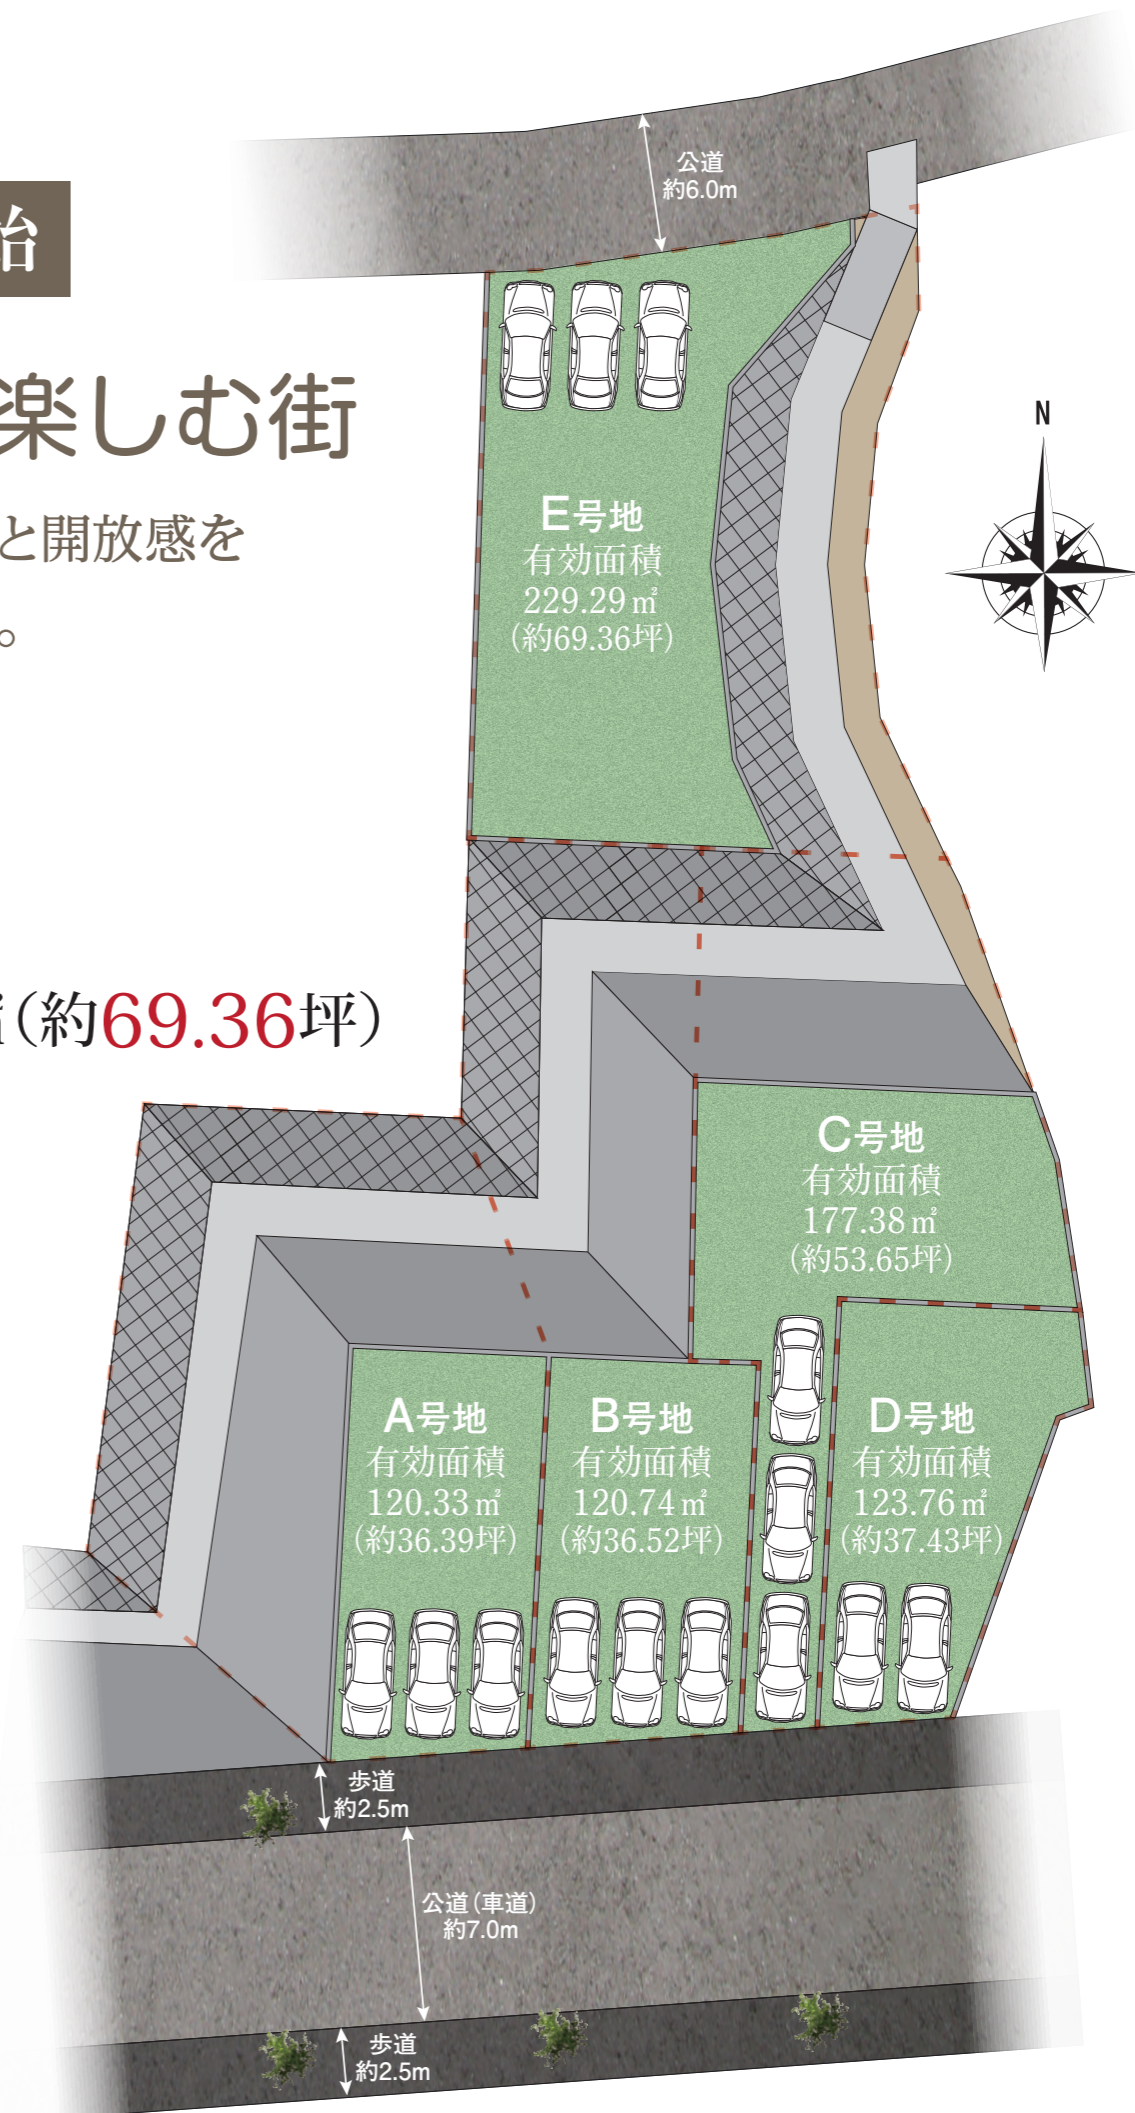 公道
約6.0m
始
楽しむ街
と開放感を
。
N
E号地
有効面積
229.29㎡
(約69.36坪)
㎡(約69.36坪)
C号地
有効面積
177.38㎡
(約53.65坪)
A号地
有効面積
120.33㎡
(約36.39坪)
B号地
有効面積
120.74㎡
(約36.52坪)
D号地
有効面積
123.76㎡
(約37.43坪)
歩道
約2.5m
公道(車道)
約7.0m
歩道
約2.5m